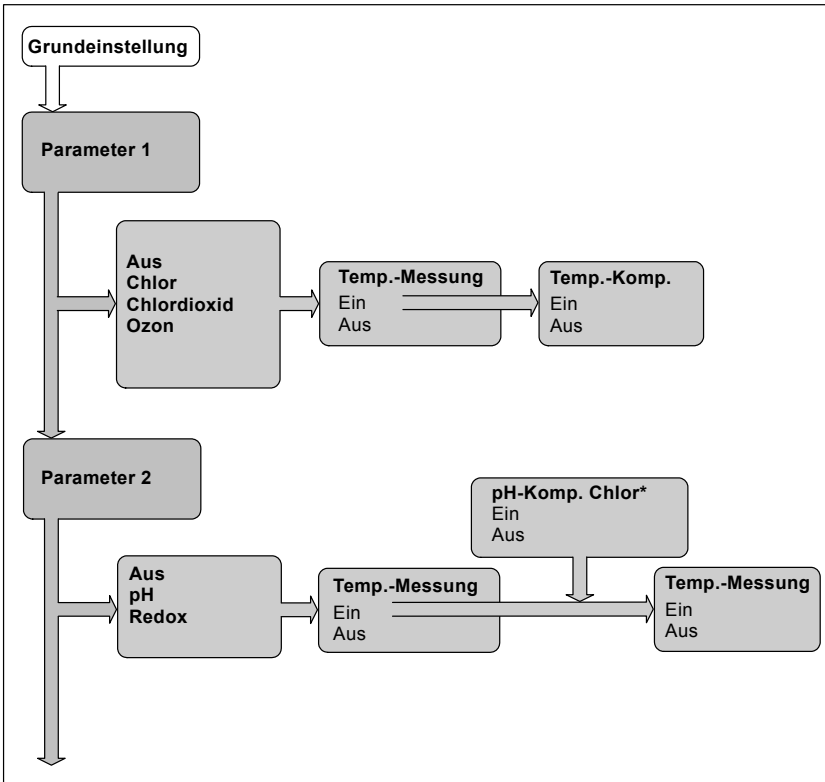 Grundeinstellung
Parameter 1
Aus
Chlor
Chlordioxid
Ozon
Temp.-Messung
Ein
Aus
Temp.-Komp.
Ein
Aus
Parameter 2
Aus
pH
Redox
Temp.-Messung
Ein
Aus
pH-Komp. Chlor*
Ein
Aus
Temp.-Messung
Ein
Aus